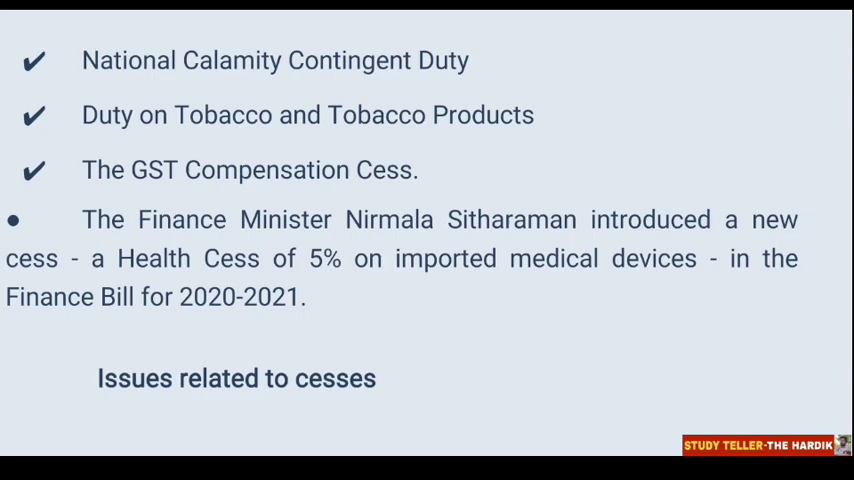 ✔ National Calamity Contingent Duty
✔ Duty on Tobacco and Tobacco Products
✔ The GST Compensation Cess.
● The Finance Minister Nirmala Sitharaman introduced a new
cess - a Health Cess of 5% on imported medical devices - in the
Finance Bill for 2020-2021.
Issues related to cesses
STUDY TELLER-THE HARDIK